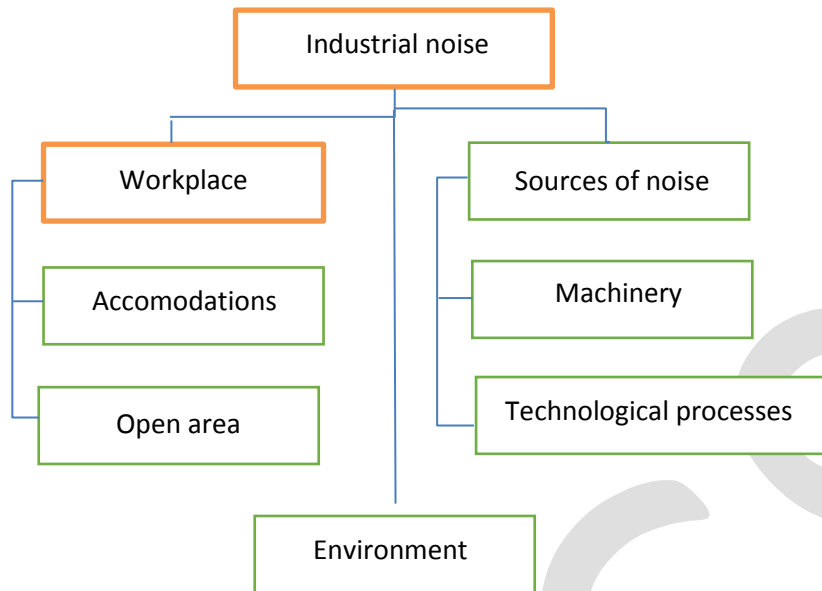 Industrial noise
Workplace
Sources of noise
Accomodations
Machinery
Open area
Technological processes
Environment